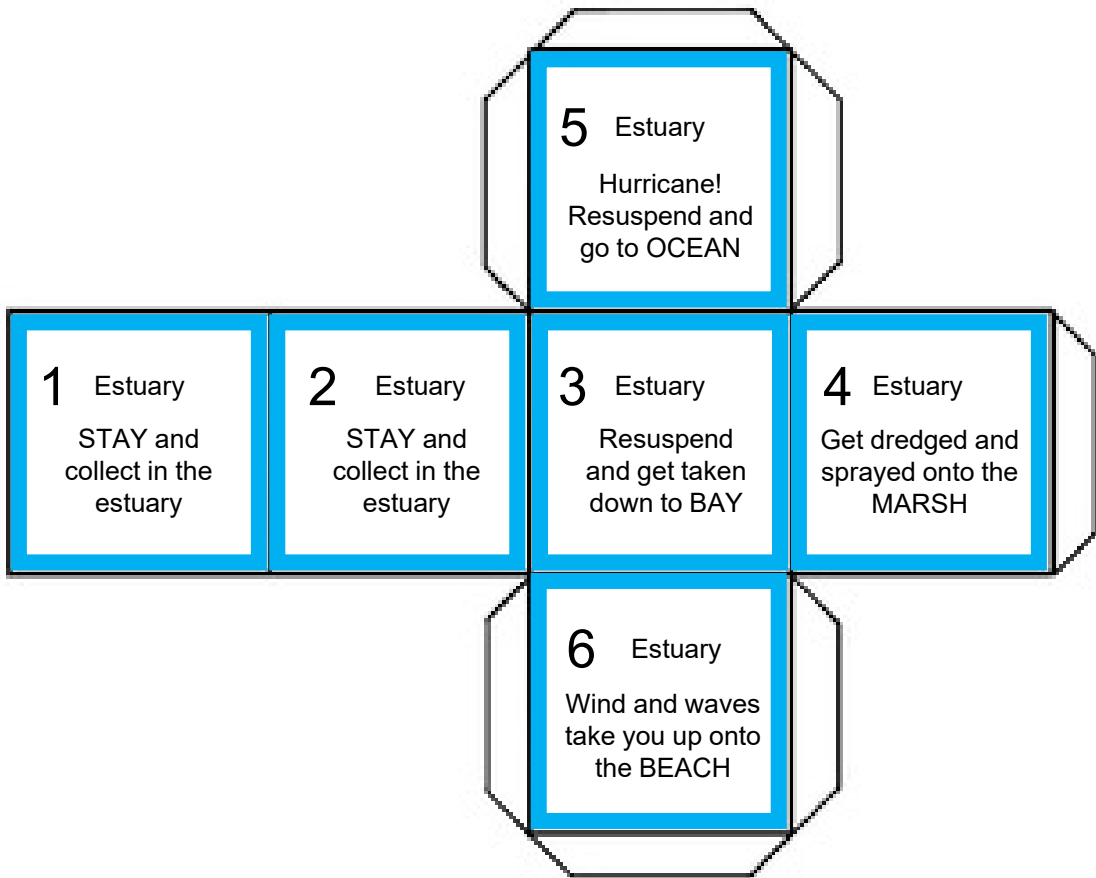 5 Estuary
Hurricane!
Resuspend and
go to OCEAN
1 Estuary
STAY and
collect in the
estuary
2 Estuary
STAY and
collect in the
estuary
3 Estuary
Resuspend
and get taken
down to BAY
4 Estuary
Get dredged and
sprayed onto the
MARSH
6 Estuary
Wind and waves
take you up onto
the BEACH